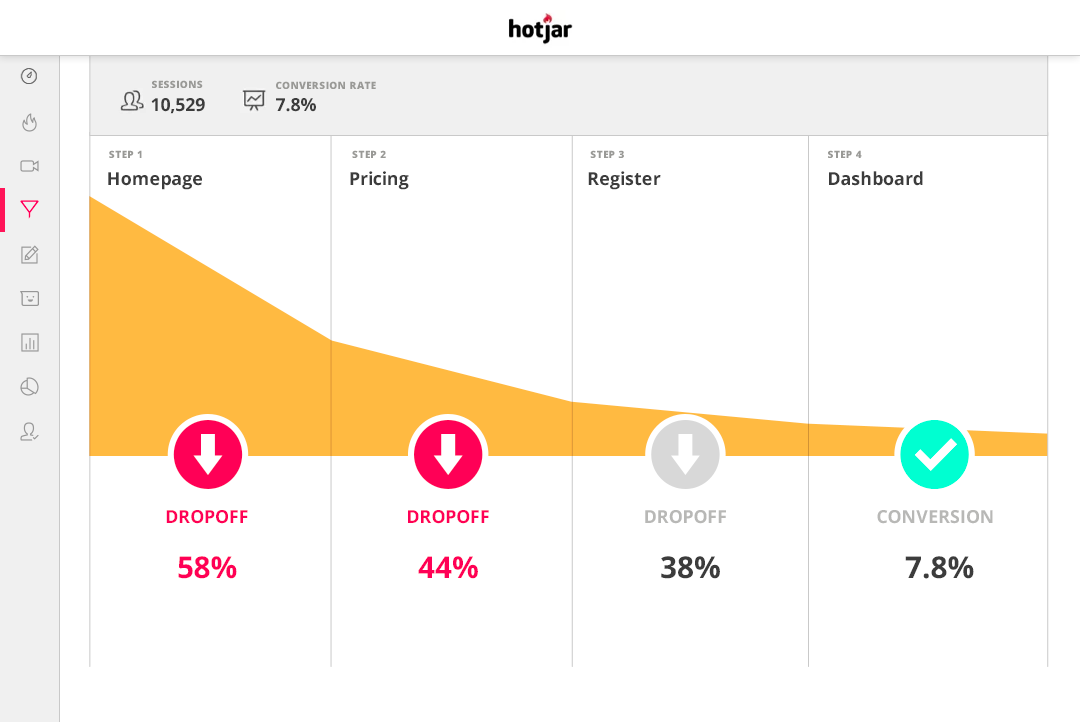 hotjar
SESSIONS
10,529
CONVERSION RATE
7.8%
STEP 1
Homepage
STEP 2
Pricing
STEP 3
Register
STEP 4
Dashboard
DROPOFF
58%
DROPOFF
44%
DROPOFF
38%
CONVERSION
7.8%